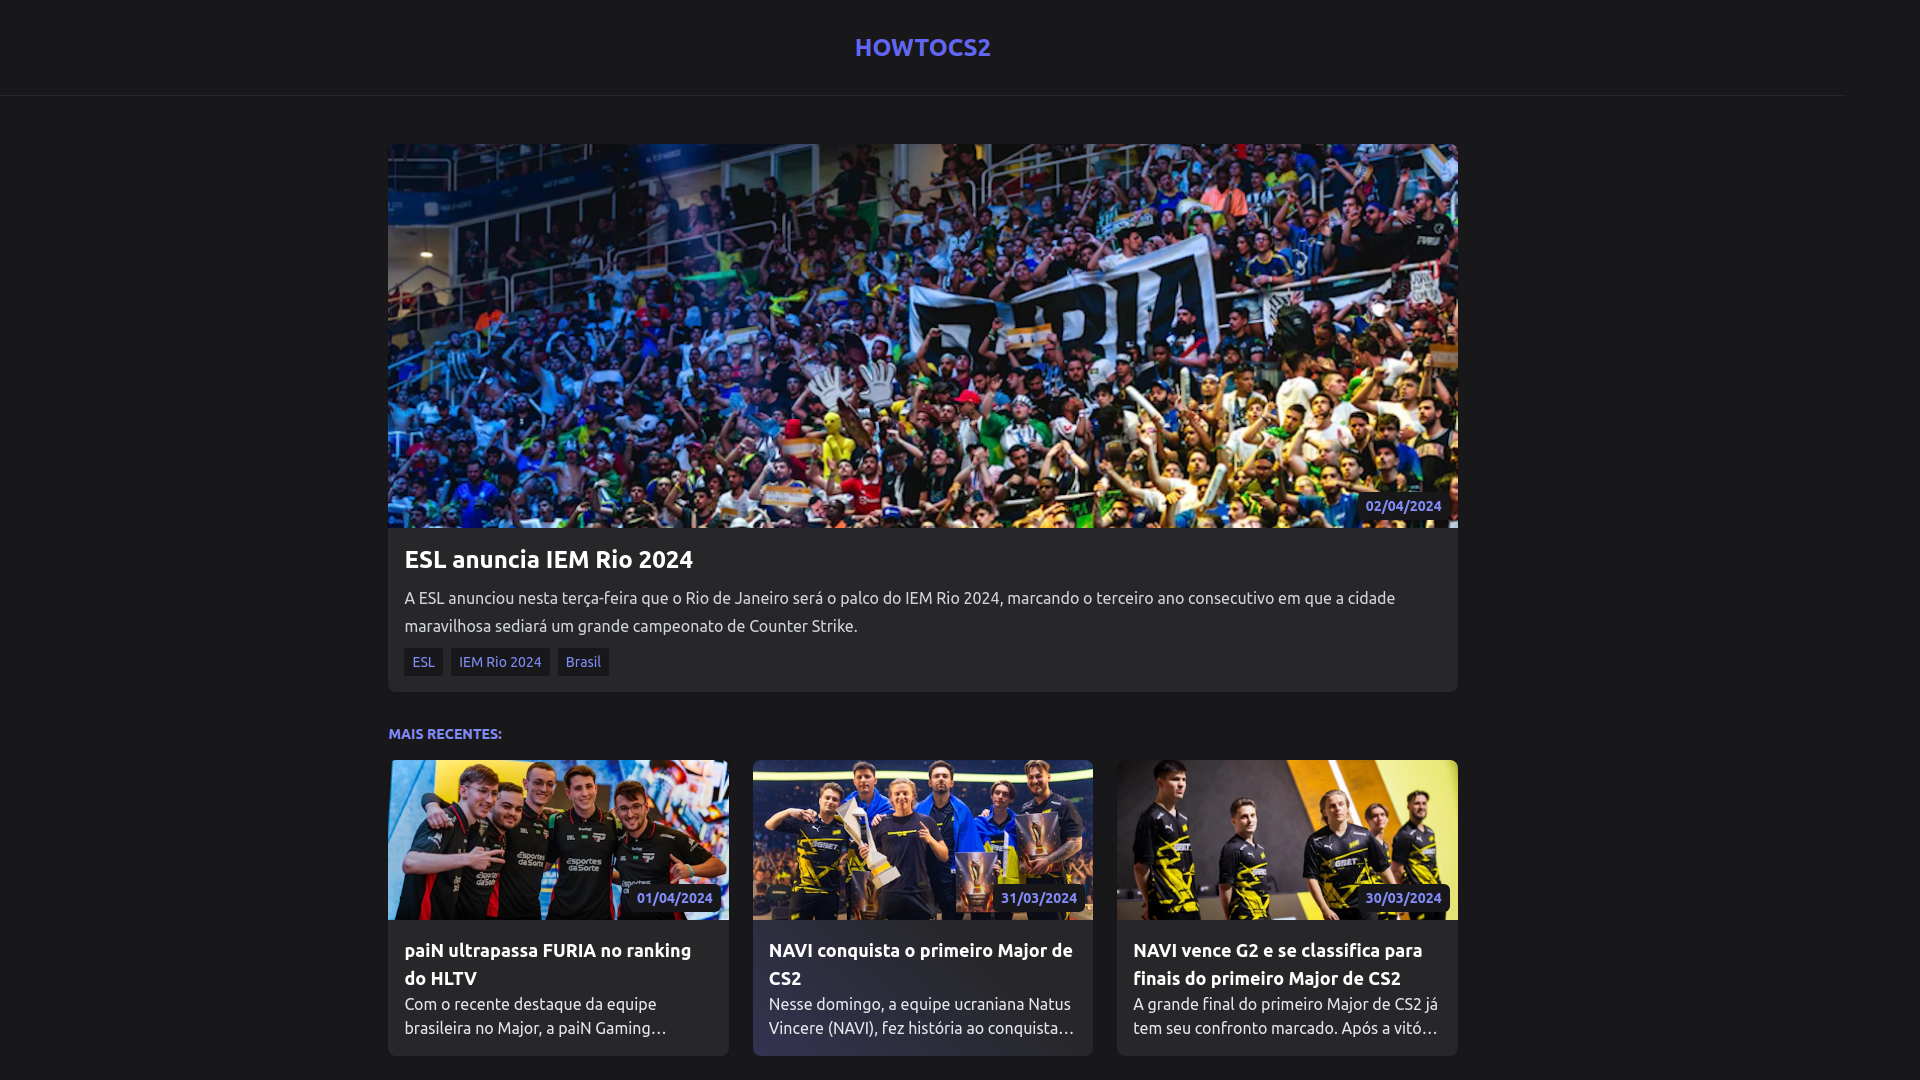 HOWTOCS2
FURIA
02/04/2024
ESL anuncia IEM Rio 2024
A ESL anunciou nesta terça-feira que o Rio de Janeiro será o palco do IEM Rio 2024, marcando o terceiro ano consecutivo em que a cidade
maravilhosa sediará um grande campeonato de Counter Strike.
ESL
IEM Rio 2024
Brasil
MAIS RECENTES:
esportes
daSorte
esportes
daSorte
01/04/2024
31/03/2024
GGBET
30/03/2024
paiN ultrapassa FURIA no ranking
do HLTV
Com o recente destaque da equipe
brasileira no Major, a paiN Gaming…
NAVI conquista o primeiro Major de
CS2
Nesse domingo, a equipe ucraniana Natus
Vincere (NAVI), fez história ao conquista…
NAVI vence G2 e se classifica para
finais do primeiro Major de CS2
A grande final do primeiro Major de CS2 já
tem seu confronto marcado. Após a vitó…